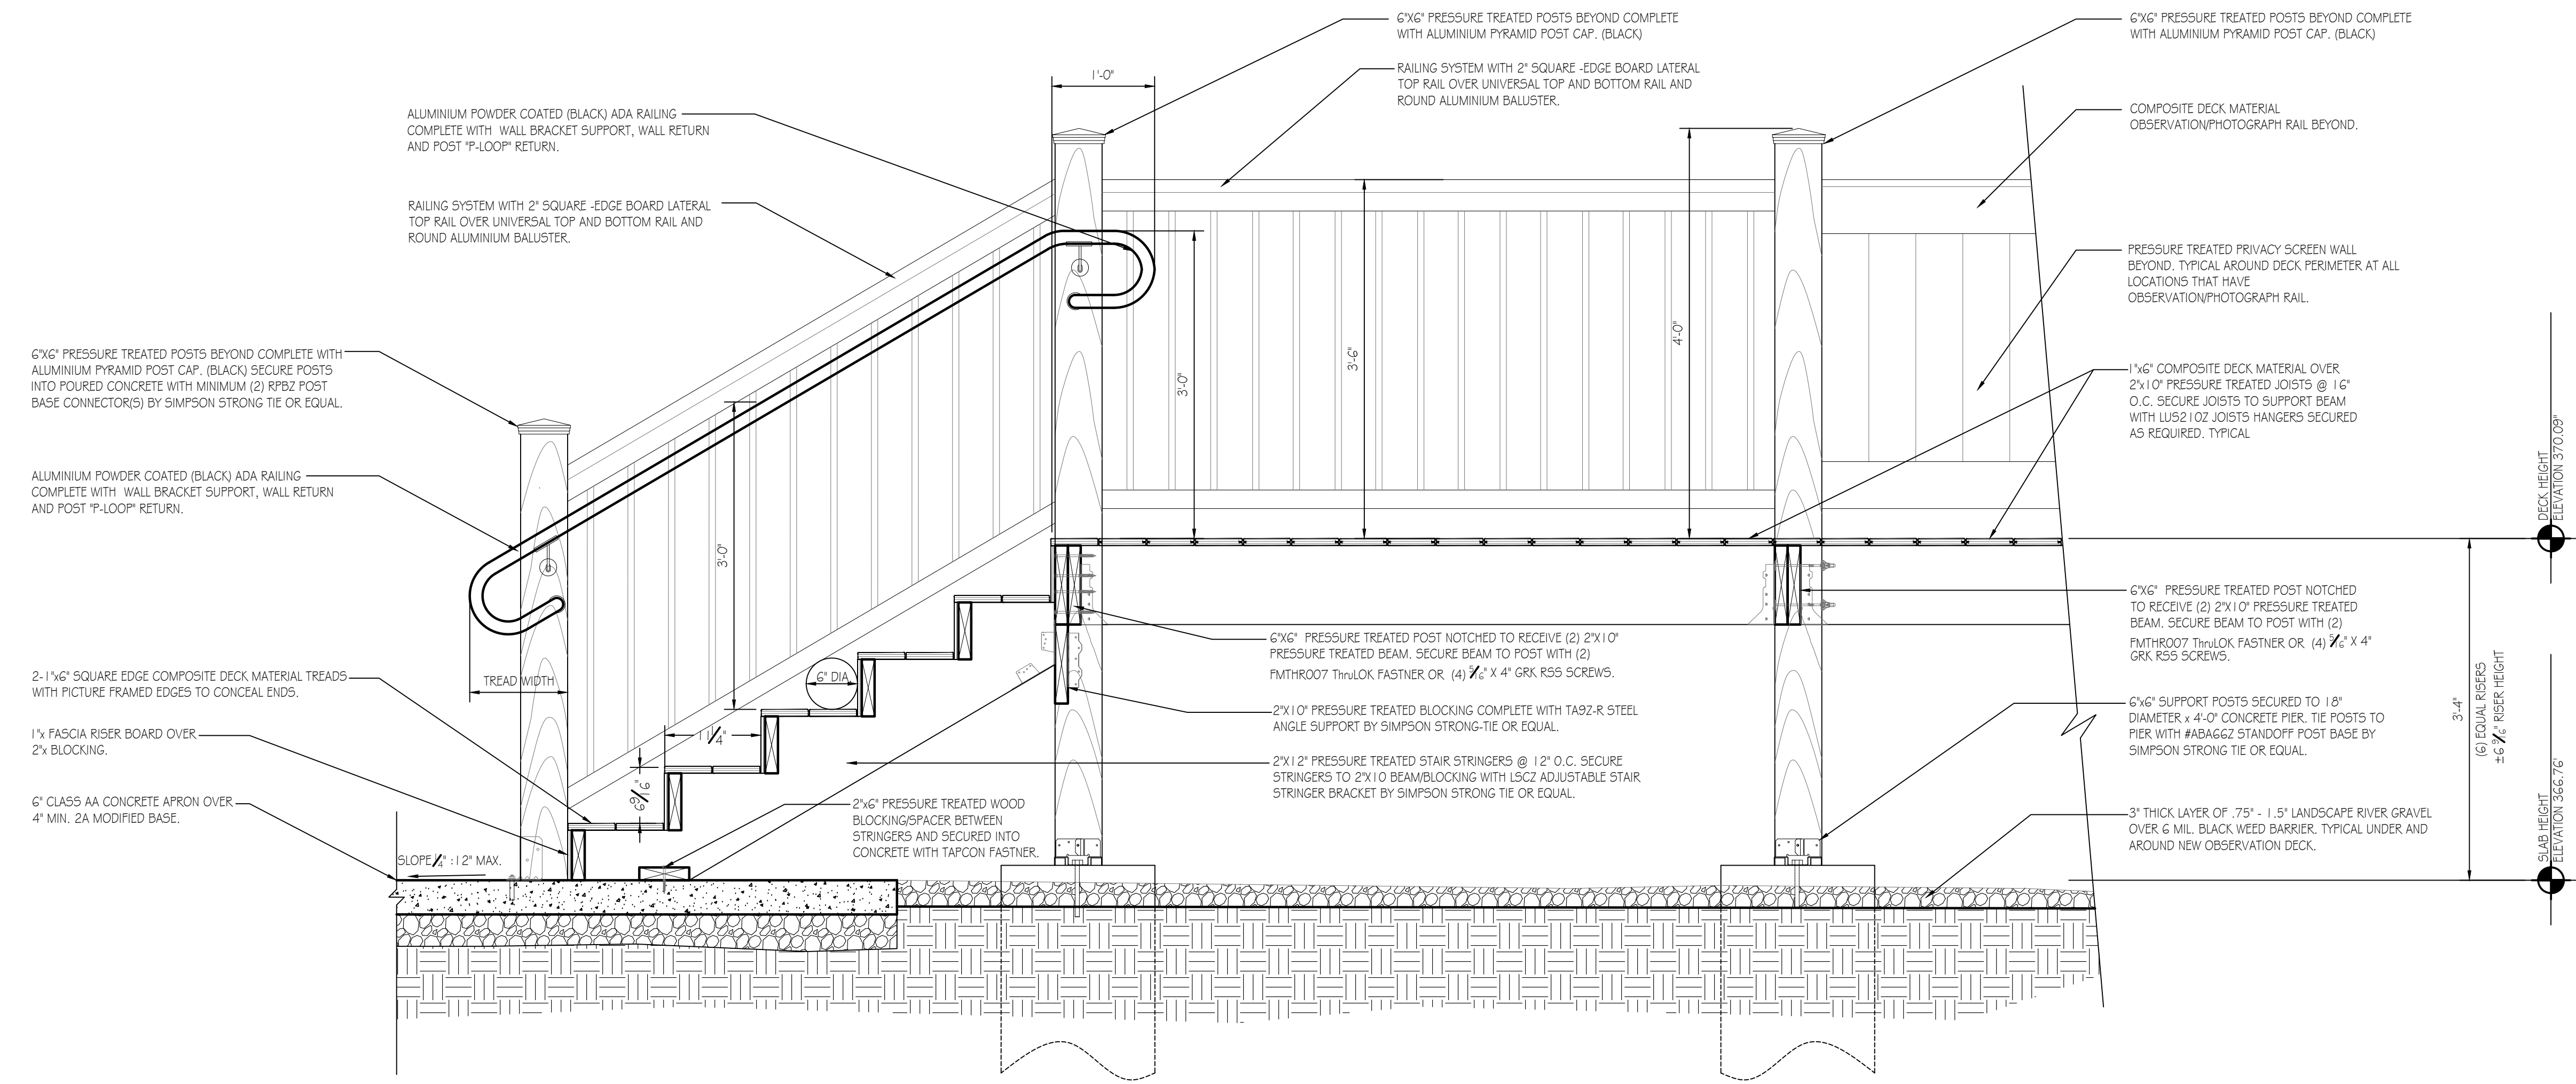 6"X6" PRESSURE TREATED POSTS BEYOND COMPLETE
WITH ALUMINIUM PYRAMID POST CAP. (BLACK)
6"X6" PRESSURE TREATED POSTS BEYOND COMPLETE
WITH ALUMINIUM PYRAMID POST CAP. (BLACK)
1'-0"
RAILING SYSTEM WITH 2" SQUARE -EDGE BOARD LATERAL
TOP RAIL OVER UNIVERSAL TOP AND BOTTOM RAIL AND
ROUND ALUMINIUM BALUSTER.
COMPOSITE DECK MATERIAL
OBSERVATION/PHOTOGRAPH RAIL BEYOND.
ALUMINIUM POWDER COATED (BLACK) ADA RAILING
COMPLETE WITH WALL BRACKET SUPPORT, WALL RETURN
AND POST "P-LOOP" RETURN.
RAILING SYSTEM WITH 2" SQUARE -EDGE BOARD LATERAL
TOP RAIL OVER UNIVERSAL TOP AND BOTTOM RAIL AND
ROUND ALUMINIUM BALUSTER.
PRESSURE TREATED PRIVACY SCREEN WALL
BEYOND. TYPICAL AROUND DECK PERIMETER AT ALL
LOCATIONS THAT HAVE
OBSERVATION/PHOTOGRAPH RAIL.
3'-0"
3'-6"
4'-0"
6"X6" PRESSURE TREATED POSTS BEYOND COMPLETE WITH
ALUMINIUM PYRAMID POST CAP. (BLACK) SECURE POSTS
INTO POURED CONCRETE WITH MINIMUM (2) RPBZ POST
BASE CONNECTOR(S) BY SIMPSON STRONG TIE OR EQUAL.
1"x6" COMPOSITE DECK MATERIAL OVER
2"x10" PRESSURE TREATED JOISTS @ 16"
O.C. SECURE JOISTS TO SUPPORT BEAM
WITH LUS210Z JOISTS HANGERS SECURED
AS REQUIRED. TYPICAL
ALUMINIUM POWDER COATED (BLACK) ADA RAILING
COMPLETE WITH WALL BRACKET SUPPORT, WALL RETURN
AND POST "P-LOOP" RETURN.
3'-0"
DECK HEIGHT
ELEVATION 370.09"
6"X6" PRESSURE TREATED POST NOTCHED
TO RECEIVE (2) 2"X10" PRESSURE TREATED
BEAM. SECURE BEAM TO POST WITH (2)
FMTHR007 ThruLOK FASTNER OR (4) 5/16" X 4"
GRK RSS SCREWS.
6"X6" PRESSURE TREATED POST NOTCHED TO RECEIVE (2) 2"X10"
PRESSURE TREATED BEAM. SECURE BEAM TO POST WITH (2)
FMTHR007 ThruLOK FASTNER OR (4) 5/16" X 4" GRK RSS SCREWS.
2-1"x6" SQUARE EDGE COMPOSITE DECK MATERIAL TREADS
WITH PICTURE FRAMED EDGES TO CONCEAL ENDS.
TREAD WIDTH
6" DIA
2"X10" PRESSURE TREATED BLOCKING COMPLETE WITH TA9Z-R STEEL
ANGLE SUPPORT BY SIMPSON STRONG-TIE OR EQUAL.
6"x6" SUPPORT POSTS SECURED TO 18"
DIAMETER x 4'-0" CONCRETE PIER. TIE POSTS TO
PIER WITH #ABA66Z STANDOFF POST BASE BY
SIMPSON STRONG TIE OR EQUAL.
3'-4"
(6) EQUAL RISERS
±6 9/16" RISER HEIGHT
1"x FASCIA RISER BOARD OVER
2"x BLOCKING.
11 1/4"
6 9/16"
2"X12" PRESSURE TREATED STAIR STRINGERS @ 12" O.C. SECURE
STRINGERS TO 2"X10 BEAM/BLOCKING WITH LSCZ ADJUSTABLE STAIR
STRINGER BRACKET BY SIMPSON STRONG TIE OR EQUAL.
6" CLASS AA CONCRETE APRON OVER
4" MIN. 2A MODIFIED BASE.
2"x6" PRESSURE TREATED WOOD
BLOCKING/SPACER BETWEEN
STRINGERS AND SECURED INTO
CONCRETE WITH TAPCON FASTNER.
3" THICK LAYER OF .75" - 1.5" LANDSCAPE RIVER GRAVEL
OVER 6 MIL. BLACK WEED BARRIER. TYPICAL UNDER AND
AROUND NEW OBSERVATION DECK.
SLAB HEIGHT
ELEVATION 366.76'
SLOPE 1/4" : 12" MAX.